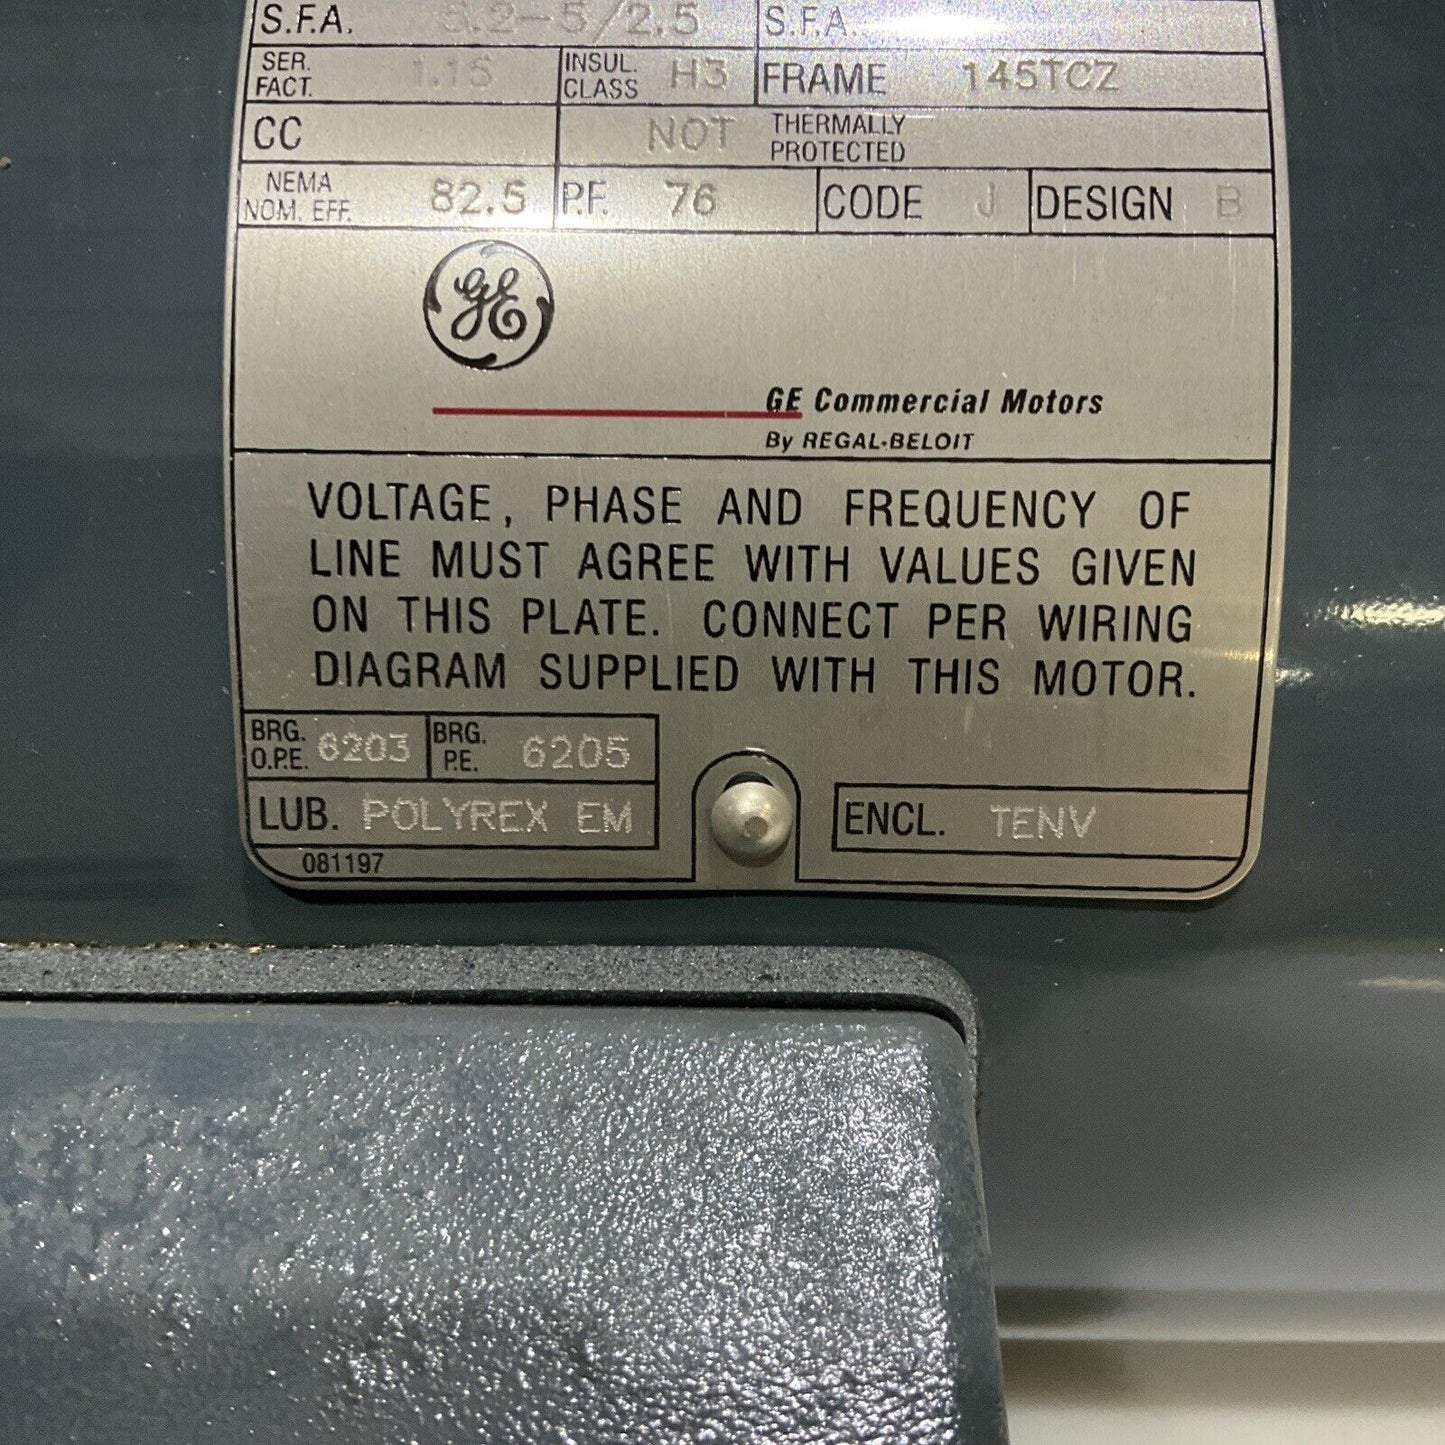 S.F.A. 5.2-5/2.5 S.F.A.
SER. FACT. 1.15 INSUL. CLASS H3 FRAME 145TCZ
CC NOT THERMALLY PROTECTED
NEMA NOM. EFF. 82.5 P.F. 76 CODE J DESIGN B
GE
GE Commercial Motors
By REGAL-BELOIT
VOLTAGE, PHASE AND FREQUENCY OF
LINE MUST AGREE WITH VALUES GIVEN
ON THIS PLATE. CONNECT PER WIRING
DIAGRAM SUPPLIED WITH THIS MOTOR.
BRG. O.P.E. 6203 BRG. P.E. 6205
LUB. POLYREX EM ENCL. TENV
081197